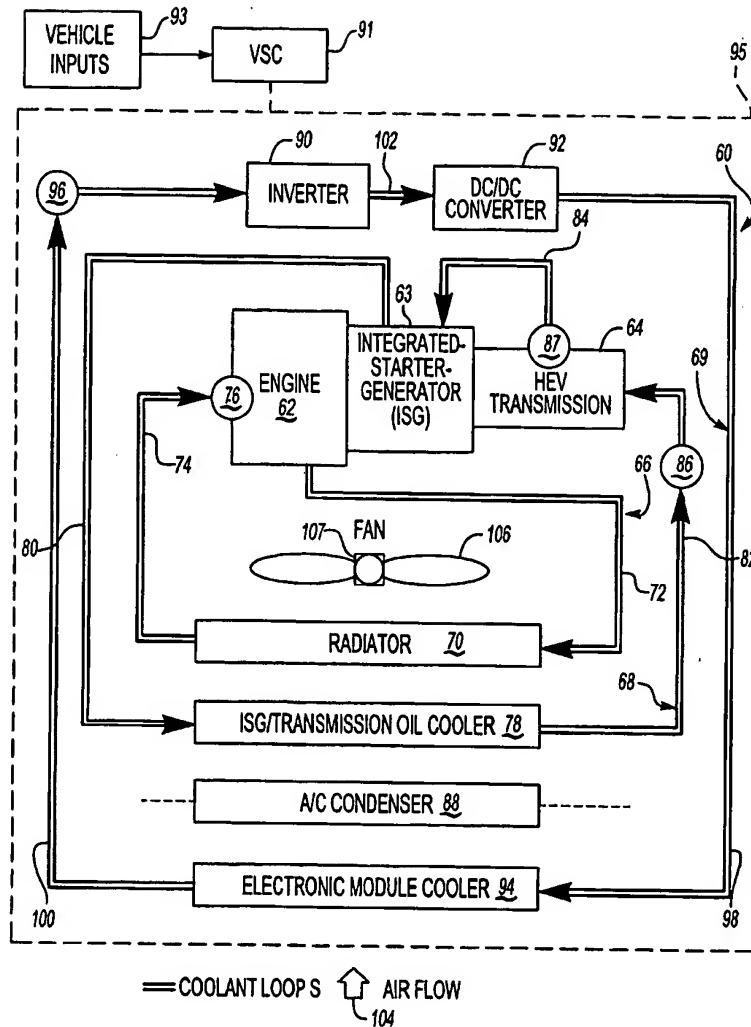 93
VEHICLE
INPUTS
91
VSC
95
90
102
92
60
96
INVERTER
DC/DC
CONVERTER
84
63
64
87
INTEGRATED-
STARTER-
GENERATOR
(ISG)
76
ENGINE
62
HEV
TRANSMISSION
69
74
86
66
80
FAN
107
106
72
82
RADIATOR 70
68
ISG/TRANSMISSION OIL COOLER 78
A/C CONDENSER 88
100
ELECTRONIC MODULE COOLER 94
98
COOLANT LOOP S
AIR FLOW
104